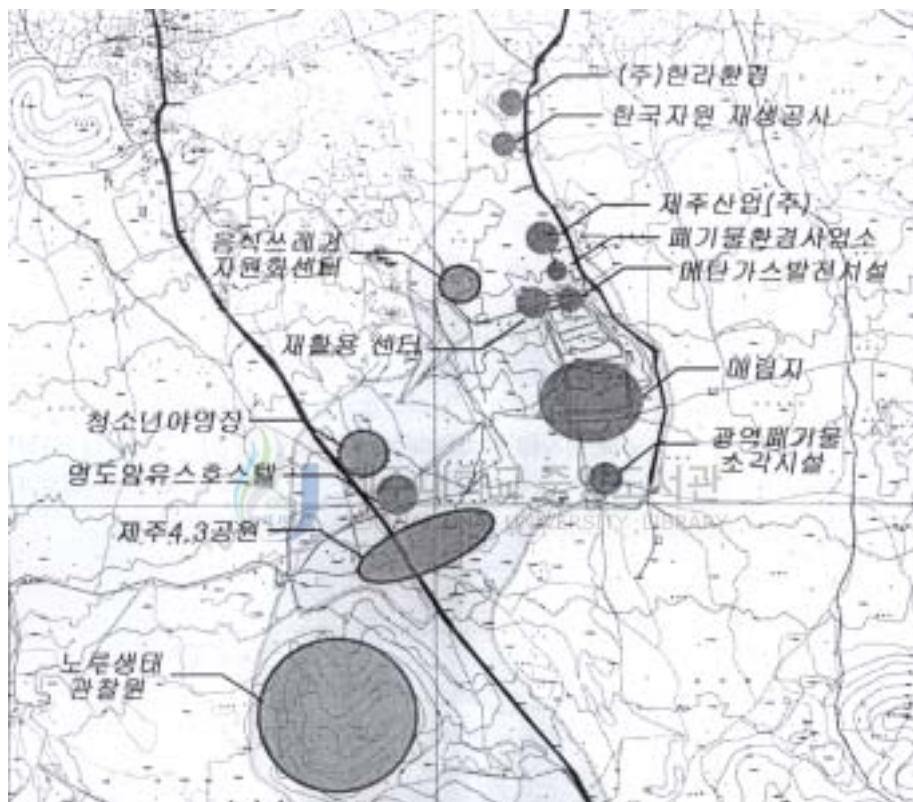 (주)한라환경
한국자원 재생공사
제주산업(주)
폐기물환경사업소
메탄가스발전시설
음식쓰레기
자원화센터
재활용 센터
매립지
청소년야영장
광역폐기물
소각시설
명도암유스호스텔
제주4.3공원
UNIVERSITY LIBRARY
노루생태
관찰원